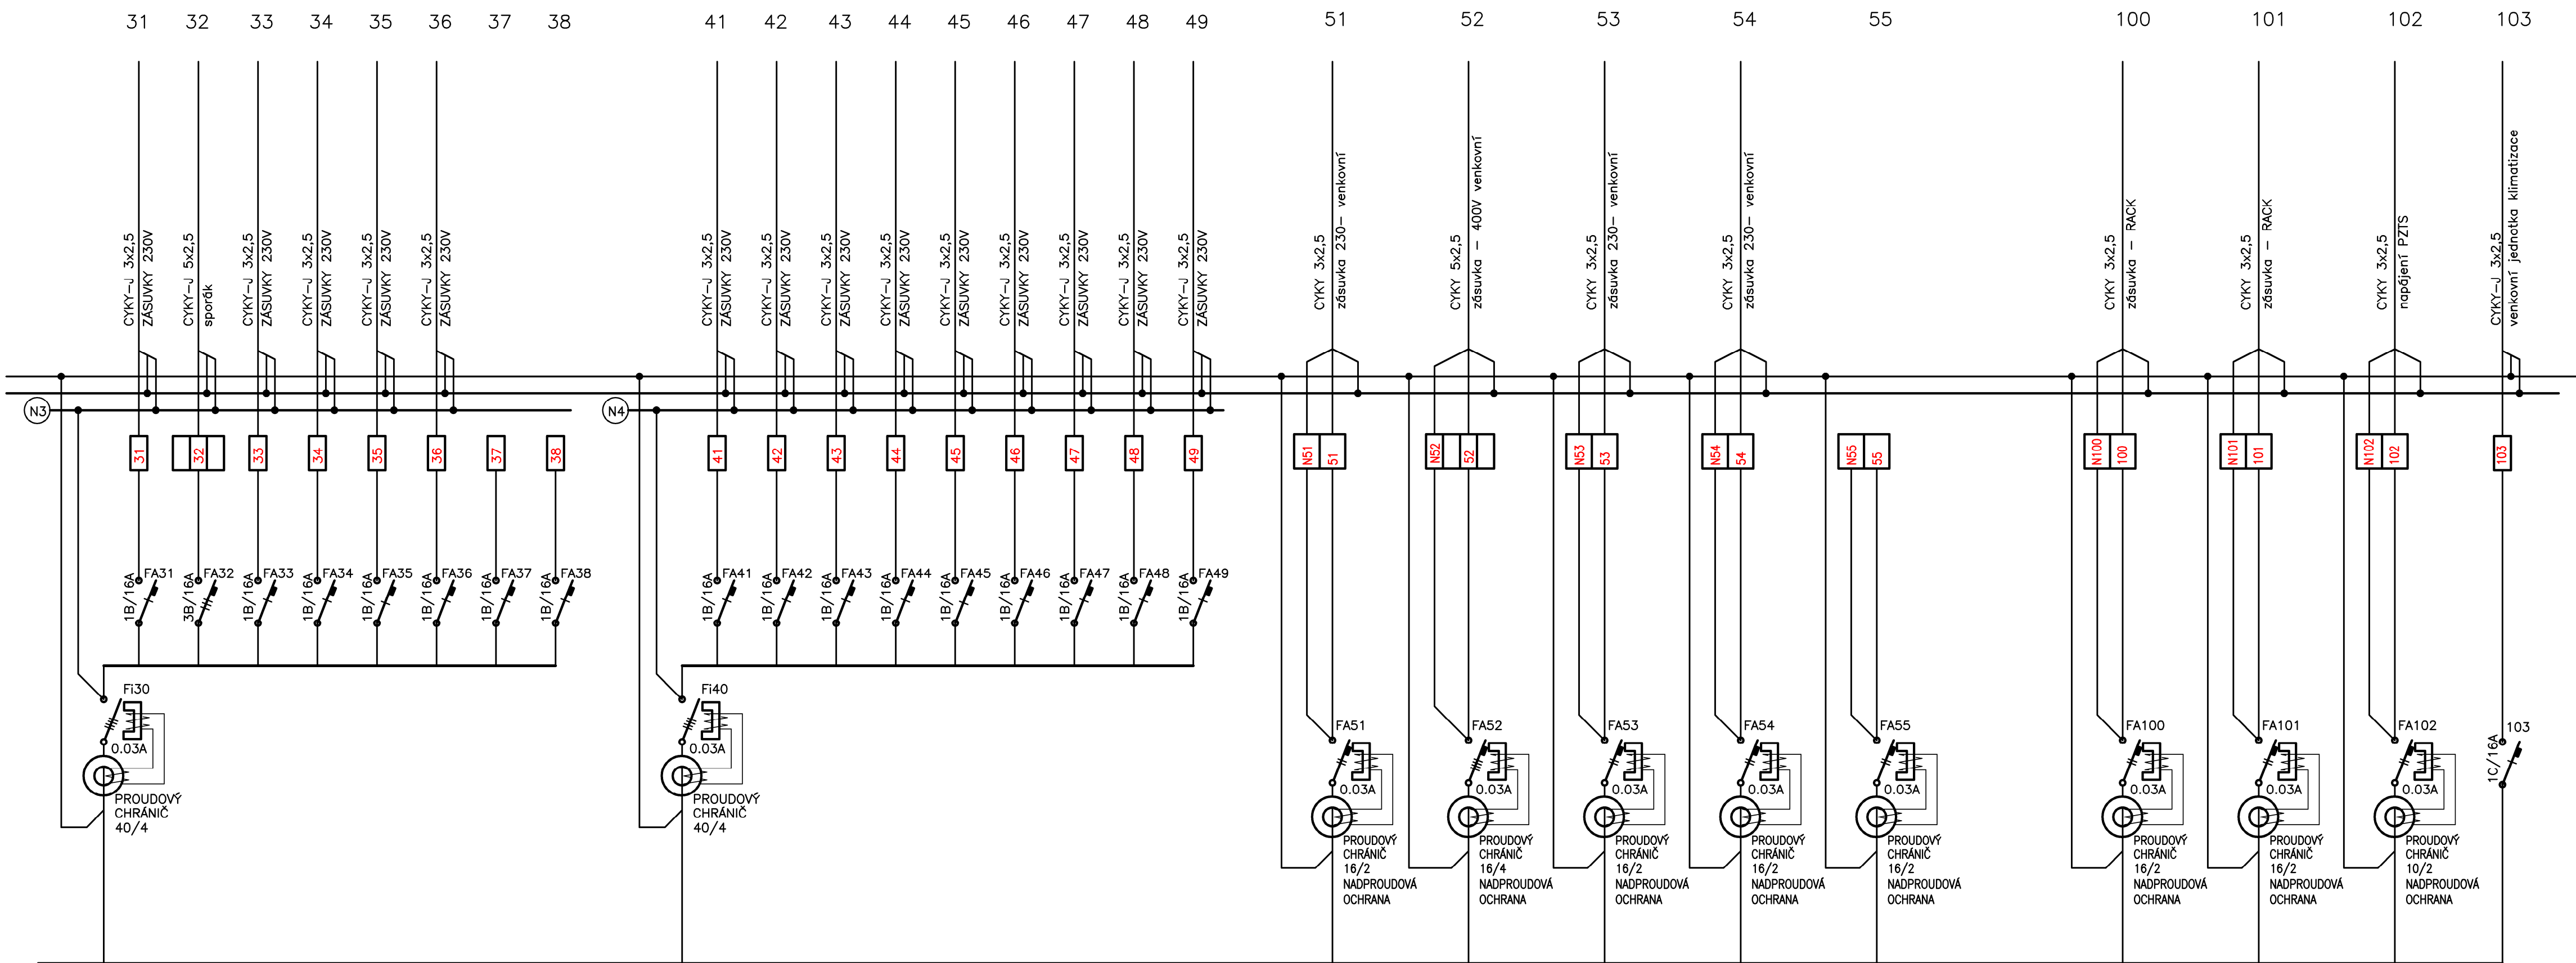 31 32 33 34 35 36 37 38 41 42 43 44 45 46 47 48 49 51 52 53 54 55 100 101 102 103
CYKY-J 3x2,5
ZÁSUVKY 230V
CYKY-J 5x2,5
sporák
CYKY-J 3x2,5
ZÁSUVKY 230V
CYKY-J 3x2,5
ZÁSUVKY 230V
CYKY-J 3x2,5
ZÁSUVKY 230V
CYKY-J 3x2,5
ZÁSUVKY 230V
CYKY-J 3x2,5
ZÁSUVKY 230V
CYKY-J 3x2,5
ZÁSUVKY 230V
CYKY-J 3x2,5
ZÁSUVKY 230V
CYKY-J 3x2,5
ZÁSUVKY 230V
CYKY-J 3x2,5
ZÁSUVKY 230V
CYKY-J 3x2,5
ZÁSUVKY 230V
CYKY-J 3x2,5
ZÁSUVKY 230V
CYKY-J 3x2,5
ZÁSUVKY 230V
CYKY-J 3x2,5
ZÁSUVKY 230V
CYKY 3x2,5
zásuvka 230- venkovní
CYKY 5x2,5
zásuvka - 400V venkovní
CYKY 3x2,5
zásuvka 230- venkovní
CYKY 3x2,5
zásuvka 230- venkovní
CYKY 3x2,5
zásuvka - RACK
CYKY 3x2,5
zásuvka - RACK
CYKY 3x2,5
napájení PZTS
CYKY-J 3x2,5
venkovní jednotka klimatizace
N3
N4
31 32 33 34 35 36 37 38 41 42 43 44 45 46 47 48 49 N51 51 N52 52 N53 53 N54 54 N55 55 N100 100 N101 101 N102 102 103
1B/16A FA31
3B/16A FA32
1B/16A FA33
1B/16A FA34
1B/16A FA35
1B/16A FA36
1B/16A FA37
1B/16A FA38
1B/16A FA41
1B/16A FA42
1B/16A FA43
1B/16A FA44
1B/16A FA45
1B/16A FA46
1B/16A FA47
1B/16A FA48
1B/16A FA49
Fi30
0.03A
PROUDOVÝ
CHRÁNIČ
40/4
Fi40
0.03A
PROUDOVÝ
CHRÁNIČ
40/4
FA51
0.03A
PROUDOVÝ
CHRÁNIČ
16/2
NADPROUDOVÁ
OCHRANA
FA52
0.03A
PROUDOVÝ
CHRÁNIČ
16/4
NADPROUDOVÁ
OCHRANA
FA53
0.03A
PROUDOVÝ
CHRÁNIČ
16/2
NADPROUDOVÁ
OCHRANA
FA54
0.03A
PROUDOVÝ
CHRÁNIČ
16/2
NADPROUDOVÁ
OCHRANA
FA55
0.03A
PROUDOVÝ
CHRÁNIČ
16/2
NADPROUDOVÁ
OCHRANA
FA100
0.03A
PROUDOVÝ
CHRÁNIČ
16/2
NADPROUDOVÁ
OCHRANA
FA101
0.03A
PROUDOVÝ
CHRÁNIČ
16/2
NADPROUDOVÁ
OCHRANA
FA102
0.03A
PROUDOVÝ
CHRÁNIČ
10/2
NADPROUDOVÁ
OCHRANA
103
1C/16A